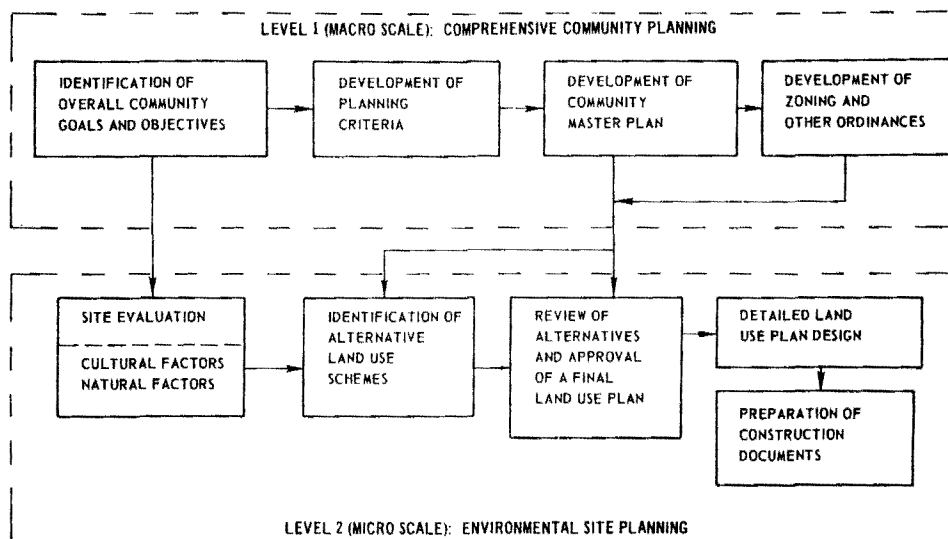 LEVEL 1 (MACRO SCALE): COMPREHENSIVE COMMUNITY PLANNING
IDENTIFICATION OF
OVERALL COMMUNITY
GOALS AND OBJECTIVES
DEVELOPMENT OF
PLANNING
CRITERIA
DEVELOPMENT OF
COMMUNITY
MASTER PLAN
DEVELOPMENT OF
ZONING AND
OTHER ORDINANCES
SITE EVALUATION
CULTURAL FACTORS
NATURAL FACTORS
IDENTIFICATION OF
ALTERNATIVE
LAND USE
SCHEMES
REVIEW OF
ALTERNATIVES
AND APPROVAL
OF A FINAL
LAND USE PLAN
DETAILED LAND
USE PLAN DESIGN
PREPARATION OF
CONSTRUCTION
DOCUMENTS
LEVEL 2 (MICRO SCALE): ENVIRONMENTAL SITE PLANNING